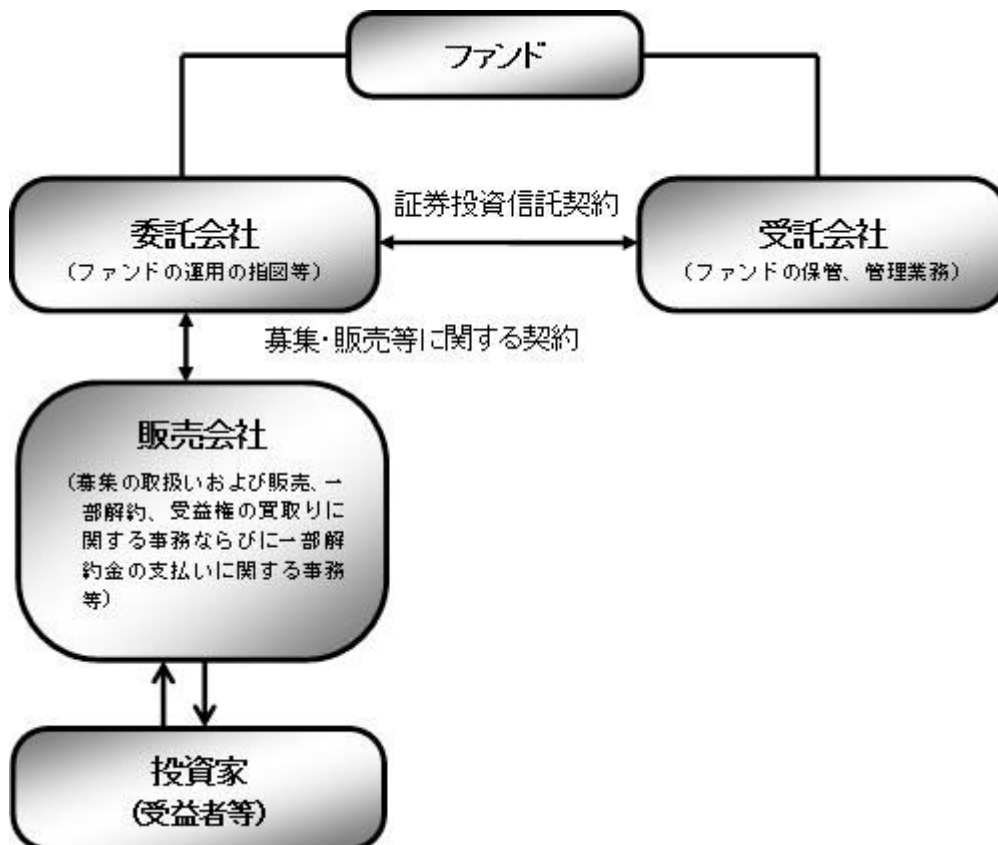 ファンド
証券投資信託契約
委託会社
(ファンドの運用の指図等)
受託会社
(ファンドの保管、管理業務)
募集・販売等に関する契約
販売会社
(募集の取扱いおよび販売、一
部解約、受益権の買取りに
関する事務ならびに一部解
約金の支払いに関する事務
等)
投資家
(受益者等)